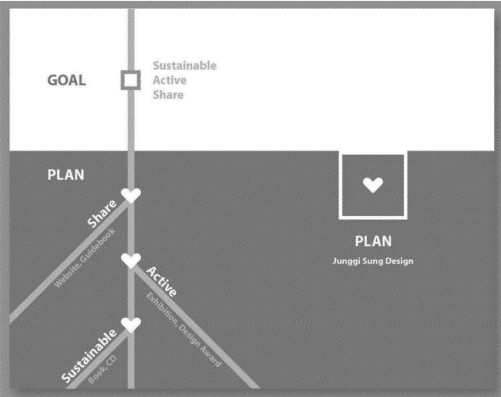 GOAL
Sustainable
Active
Share
PLAN
Share
Website, Guidebook
Active
Exhibition, Design Award
Sustainable
Book, CD
PLAN
Junggi Sung Design